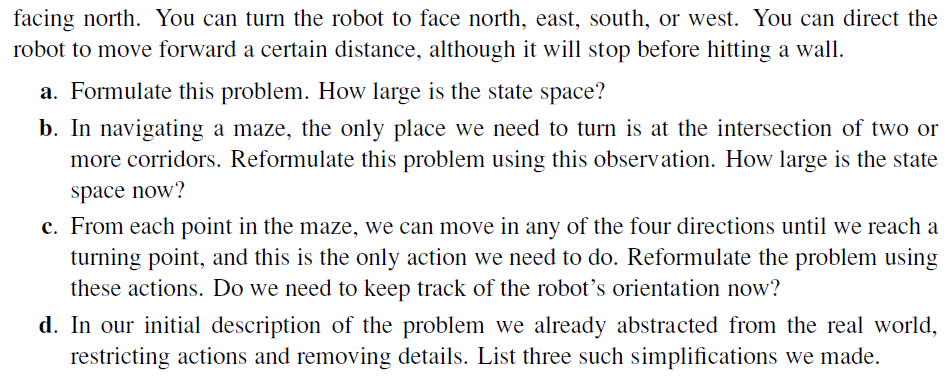 facing north. You can turn the robot to face north, east, south, or west. You can direct the
robot to move forward a certain distance, although it will stop before hitting a wall.
a. Formulate this problem. How large is the state space?
b. In navigating a maze, the only place we need to turn is at the intersection of two or
more corridors. Reformulate this problem using this observation. How large is the state
space now?
c. From each point in the maze, we can move in any of the four directions until we reach a
turning point, and this is the only action we need to do. Reformulate the problem using
these actions. Do we need to keep track of the robot’s orientation now?
d. In our initial description of the problem we already abstracted from the real world,
restricting actions and removing details. List three such simplifications we made.